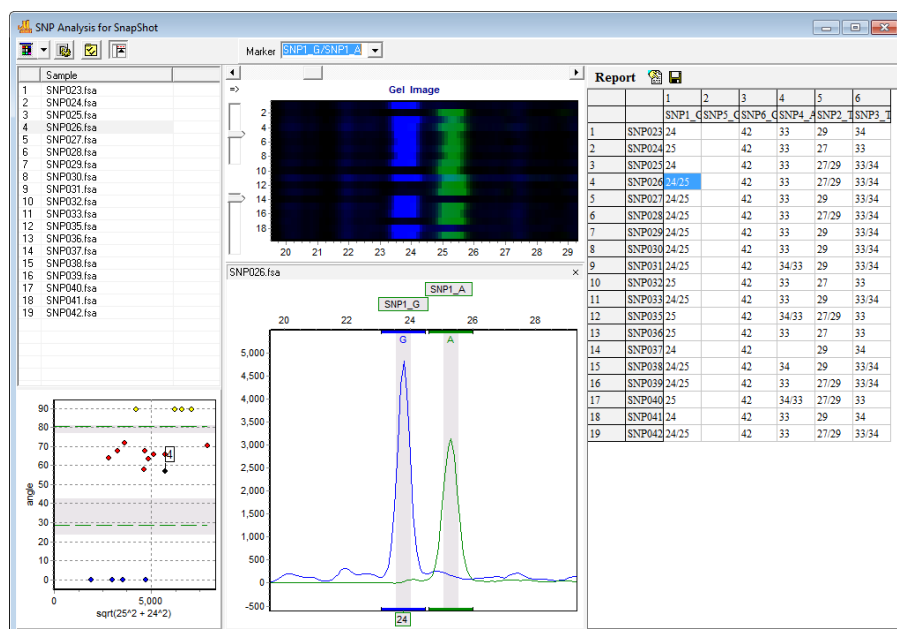 SNP Analysis for SnapShot
Marker SNP1_G/SNP1_A
Sample
1 SNP023.fsa
2 SNP024.fsa
3 SNP025.fsa
4 SNP026.fsa
5 SNP027.fsa
6 SNP028.fsa
7 SNP029.fsa
8 SNP030.fsa
9 SNP031.fsa
10 SNP032.fsa
11 SNP033.fsa
12 SNP035.fsa
13 SNP036.fsa
14 SNP037.fsa
15 SNP038.fsa
16 SNP039.fsa
17 SNP040.fsa
18 SNP041.fsa
19 SNP042.fsa
=>
Gel Image
2
4
6
8
10
12
14
16
18
20 21 22 23 24 25 26 27 28 29
SNP026.fsa ×
SNP1_A
SNP1_G
20 22 24 26 28
G A
5,000
4,500
4,000
3,500
3,000
2,500
2,000
1,500
1,000
500
0
-500
24
90
80
70
60
50
40
30
20
10
0
angle
4
0 5,000
sqrt(25^2 + 24^2)
Report
1 2 3 4 5 6
SNP1_G SNP5_G SNP6_G SNP4_A SNP2_T SNP3_T
1 SNP023 24 42 33 29 34
2 SNP024 25 42 33 27 33
3 SNP025 24 42 33 27/29 33/34
4 SNP026 24/25 42 33 27/29 33/34
5 SNP027 24/25 42 33 29 33/34
6 SNP028 24/25 42 33 27/29 33/34
7 SNP029 24/25 42 33 29 33/34
8 SNP030 24/25 42 33 29 33/34
9 SNP031 24/25 42 34/33 29 33/34
10 SNP032 25 42 33 27 33
11 SNP033 24/25 42 33 29 33/34
12 SNP035 25 42 34/33 27/29 33
13 SNP036 25 42 33 27 33
14 SNP037 24 42 29 34
15 SNP038 24/25 42 34 29 33/34
16 SNP039 24/25 42 33 27/29 33/34
17 SNP040 25 42 34/33 27/29 33
18 SNP041 24 42 33 29 34
19 SNP042 24/25 42 33 27/29 33/34